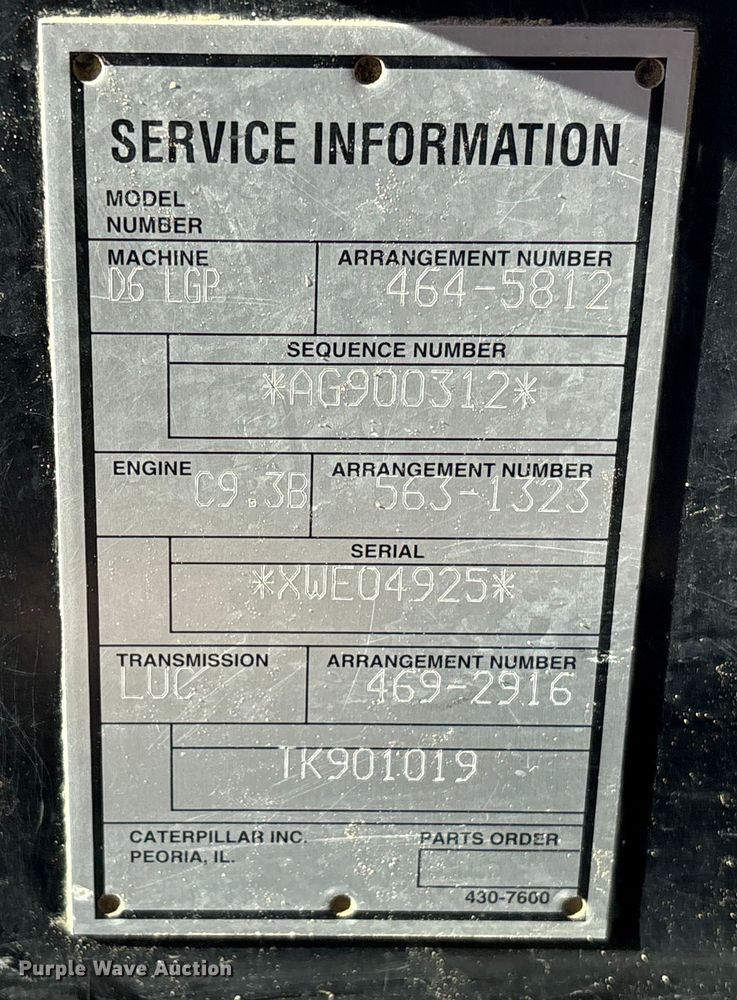 SERVICE INFORMATION
MODEL
NUMBER
MACHINE ARRANGEMENT NUMBER
D6 LGP 464-5812
SEQUENCE NUMBER
*AG900312*
ENGINE ARRANGEMENT NUMBER
C9.3B 563-1323
SERIAL
*XWE04925*
TRANSMISSION ARRANGEMENT NUMBER
LUC 469-2916
TK901019
CATERPILLAR INC. PARTS ORDER
PEORIA, IL.
430-7600
Purple Wave Auction